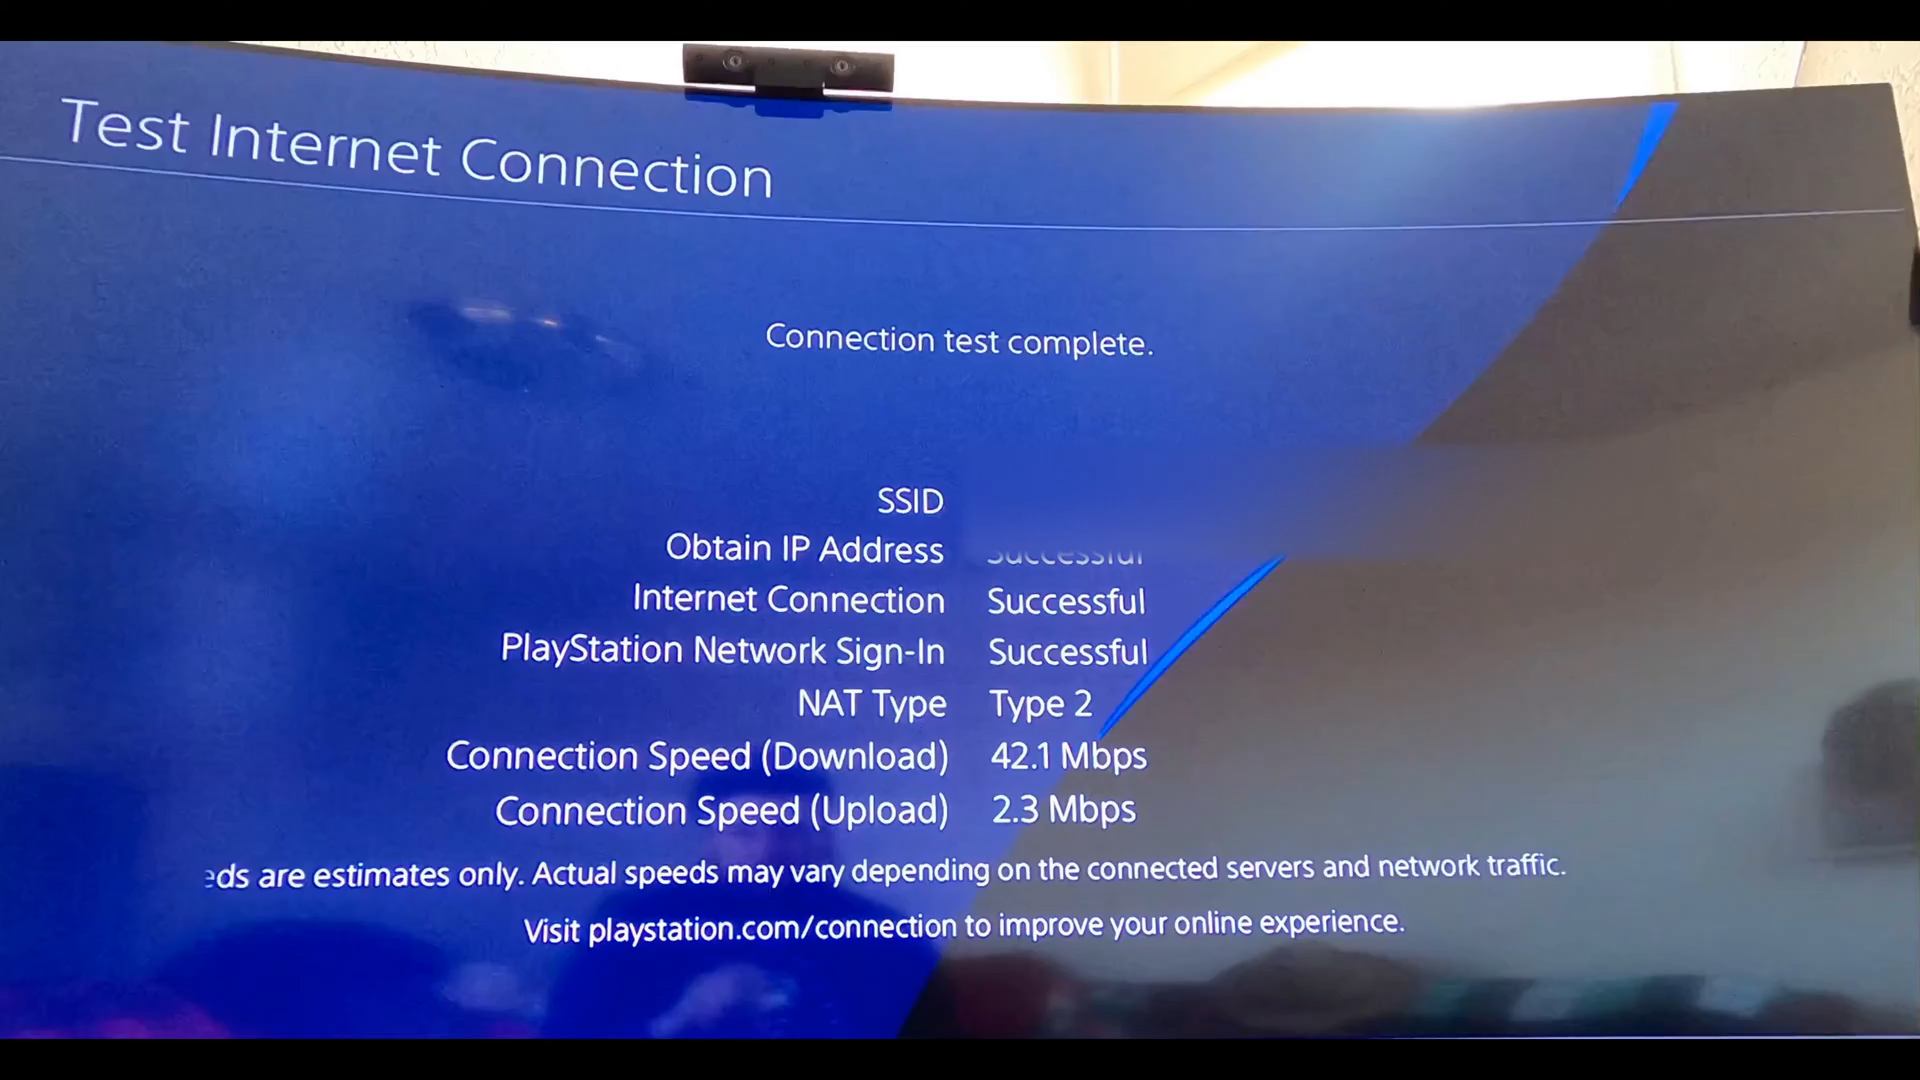 Test Internet Connection
Connection test complete.
SSID
Obtain IP Address Successful
Internet Connection Successful
PlayStation Network Sign-In Successful
NAT Type Type 2
Connection Speed (Download) 42.1 Mbps
Connection Speed (Upload) 2.3 Mbps
are estimates only. Actual speeds may vary depending on the connected servers and network traffic.
Visit playstation.com/connection to improve your online experience.